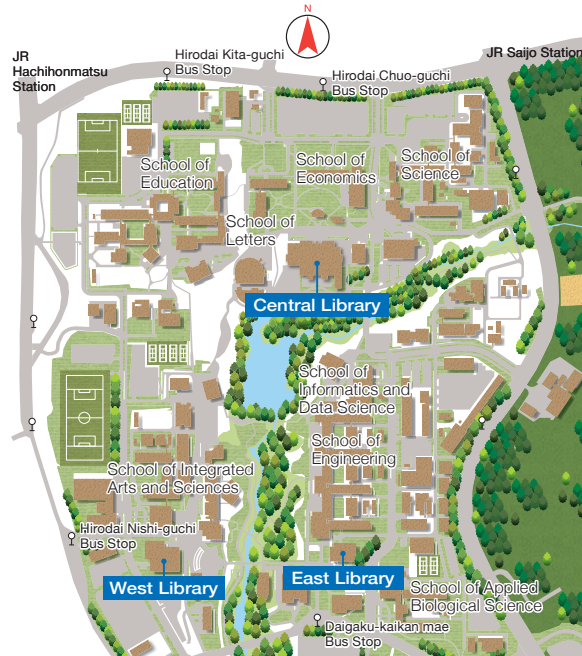 N
JR
Hachihonmatsu
Station
Hirodai Kita-guchi
Bus Stop
JR Saijo Station
Hirodai Chuo-guchi
Bus Stop
School of
Education
School of
Economics
School of
Science
School of
Letters
Central Library
School of
Informatics and
Data Science
School of
Engineering
School of Integrated
Arts and Sciences
Hirodai Nishi-guchi
Bus Stop
West Library
East Library
School of Applied
Biological Science
Daigaku-kaikan mae
Bus Stop